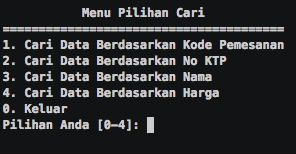 Menu Pilihan Cari
==================================
1. Cari Data Berdasarkan Kode Pemesanan
2. Cari Data Berdasarkan No KTP
3. Cari Data Berdasarkan Nama
4. Cari Data Berdasarkan Harga
0. Keluar
Pilihan Anda [0-4]: